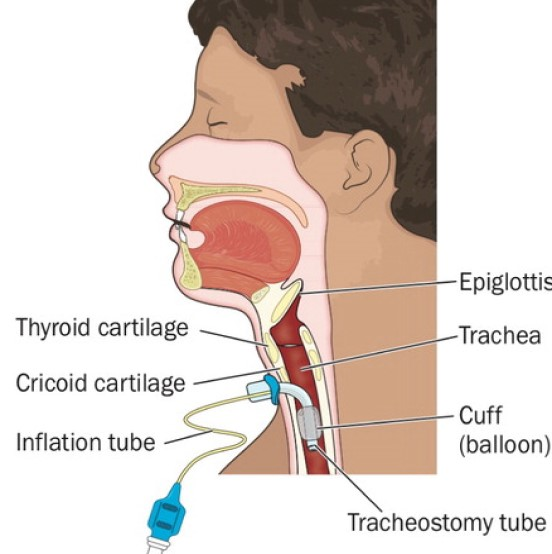 Epiglottis
Thyroid cartilage
Trachea
Cricoid cartilage
Cuff
(balloon)
Inflation tube
Tracheostomy tube